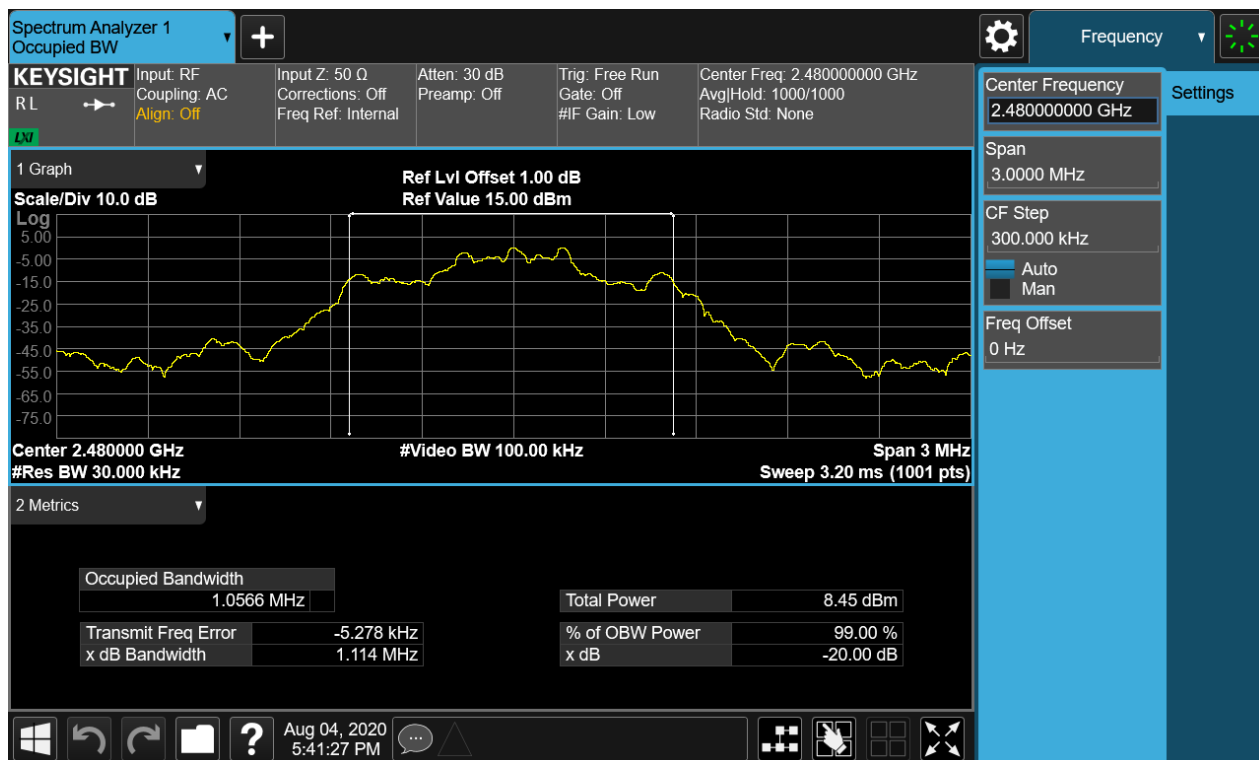 Spectrum Analyzer 1
Occupied BW
Frequency
KEYSIGHT
R L
LXI
Input: RF
Coupling: AC
Align: Off
Input Z: 50 Ω
Corrections: Off
Freq Ref: Internal
Atten: 30 dB
Preamp: Off
Trig: Free Run
Gate: Off
#IF Gain: Low
Center Freq: 2.480000000 GHz
Avg|Hold: 1000/1000
Radio Std: None
Center Frequency
2.480000000 GHz
Settings
Span
3.0000 MHz
CF Step
300.000 kHz
Auto
Man
Freq Offset
0 Hz
1 Graph
Scale/Div 10.0 dB
Ref Lvl Offset 1.00 dB
Ref Value 15.00 dBm
Log
5.00
-5.00
-15.0
-25.0
-35.0
-45.0
-55.0
-65.0
-75.0
Center 2.480000 GHz
#Video BW 100.00 kHz
Span 3 MHz
#Res BW 30.000 kHz
Sweep 3.20 ms (1001 pts)
2 Metrics
Occupied Bandwidth
1.0566 MHz
Total Power 8.45 dBm
Transmit Freq Error -5.278 kHz
% of OBW Power 99.00 %
x dB Bandwidth 1.114 MHz
x dB -20.00 dB
?
Aug 04, 2020
5:41:27 PM